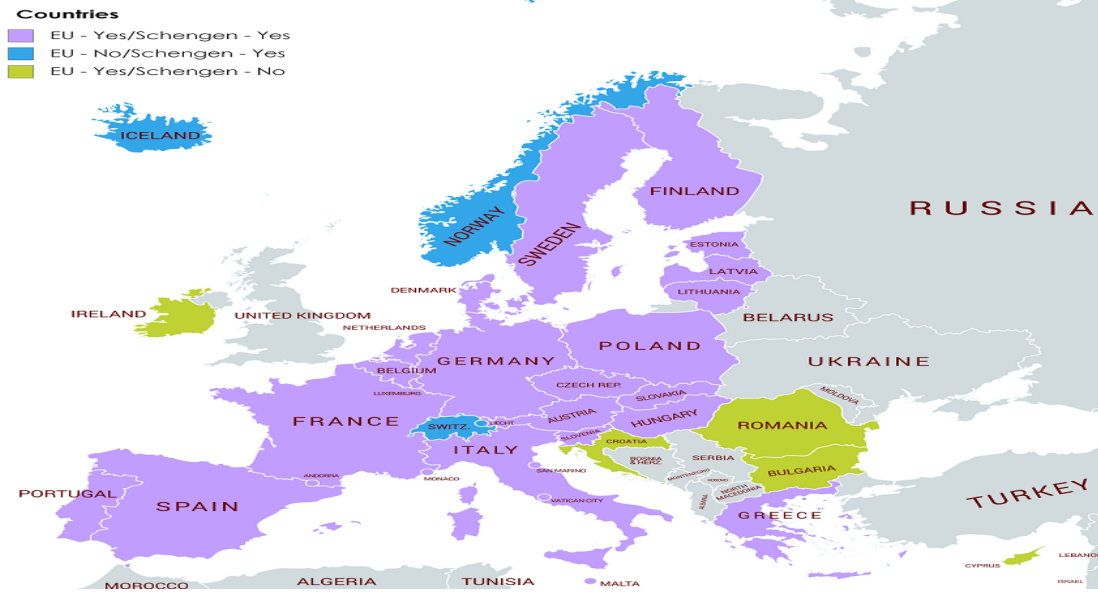 Countries
EU - Yes/Schengen - Yes
EU - No/Schengen - Yes
EU - Yes/Schengen - No
ICELAND
FINLAND
RUSSIA
NORWAY
SWEDEN
ESTONIA
LATVIA
DENMARK
LITHUANIA
IRELAND
UNITED KINGDOM
BELARUS
NETHERLANDS
POLAND
GERMANY
UKRAINE
BELGIUM
CZECH REP.
LUXEMBURG
SLOVAKIA
MOLDOVA
FRANCE
AUSTRIA
HUNGARY
SWITZ.
LIECHT
ROMANIA
SLOVENIA
CROATIA
ITALY
BOSNIA
& HERZ.
SERBIA
SAN MARINO
BULGARIA
ANDORRA
MONACO
MONTENEGRO
KOSOVO
PORTUGAL
SPAIN
VATICAN CITY
NORTH
MACEDONIA
ALBANIA
TURKEY
GREECE
CYPRUS
LEBANO
MOROCCO
ALGERIA
TUNISIA
MALTA